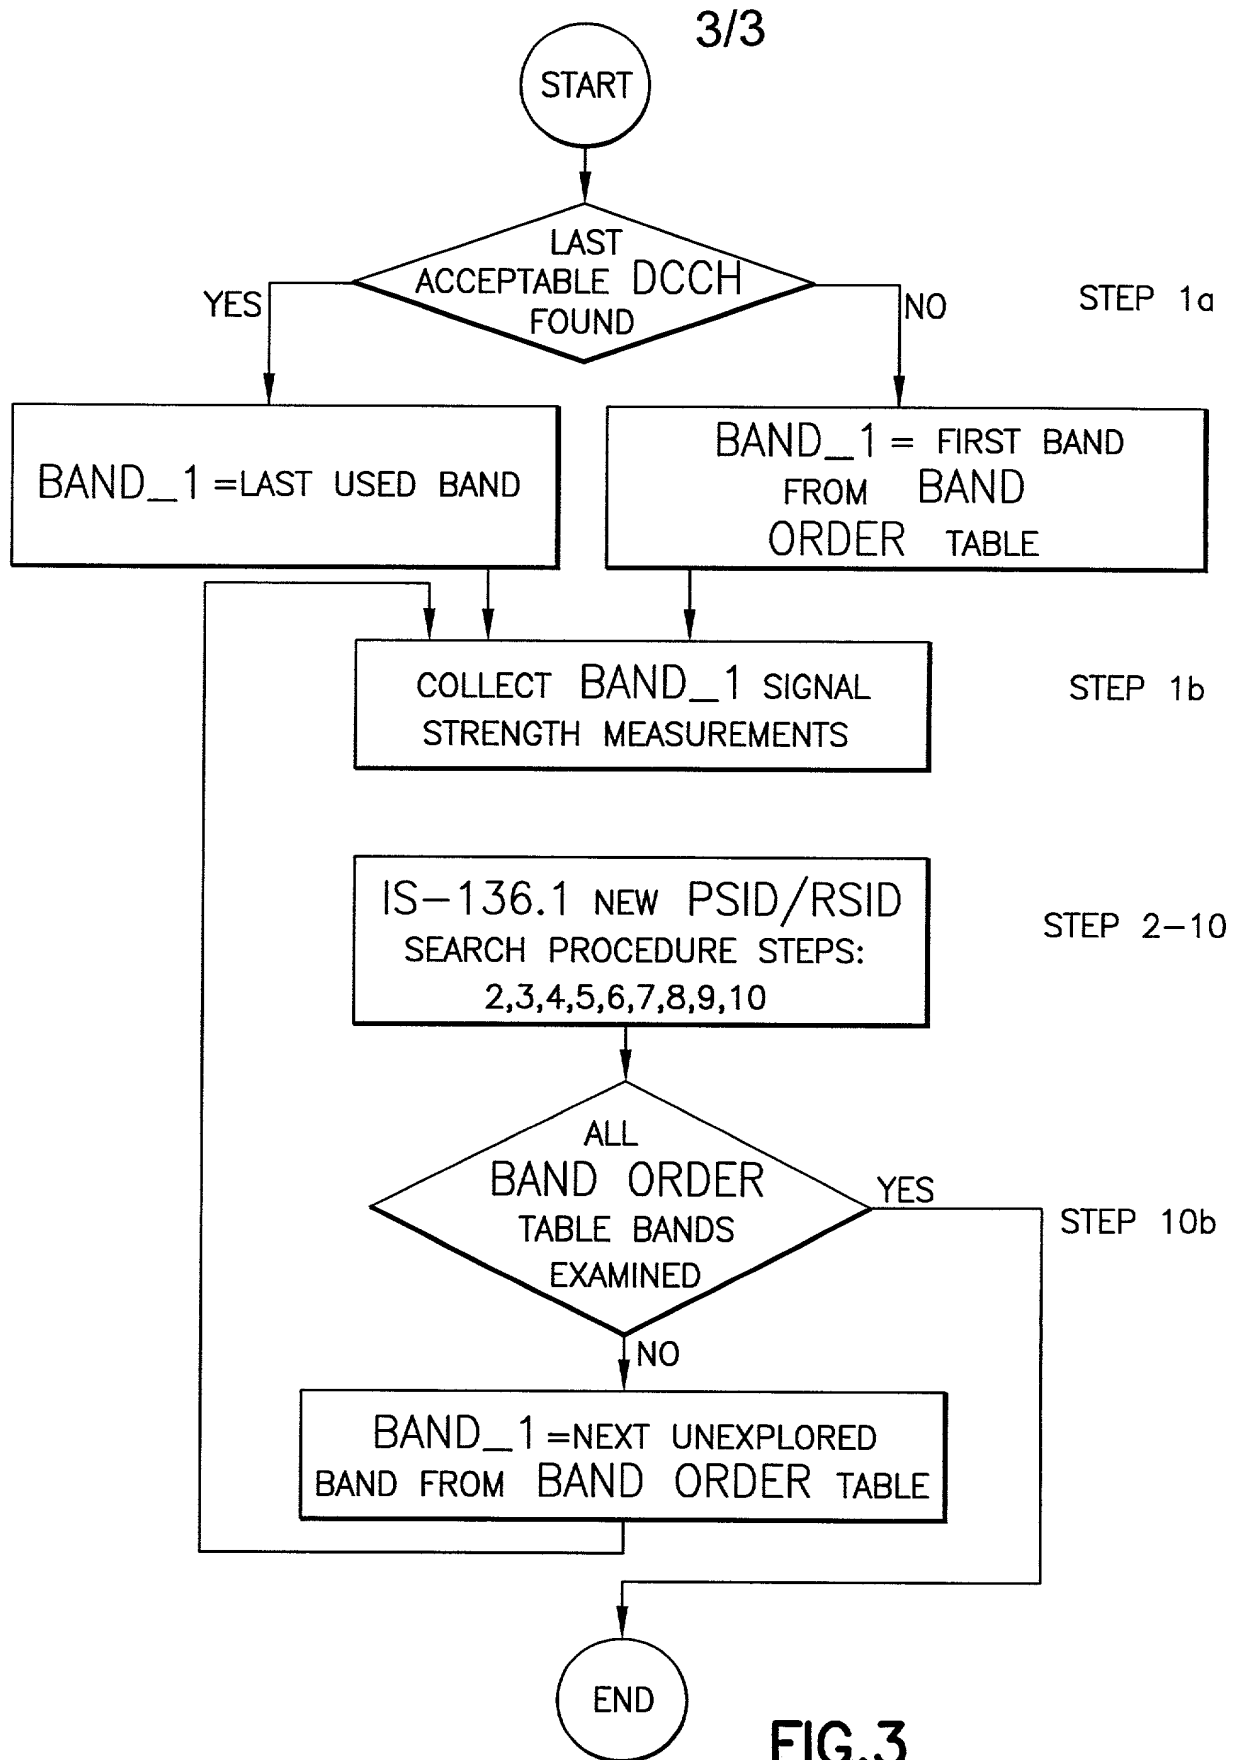 3/3
START
LAST
ACCEPTABLE DCCH
FOUND
YES
NO
STEP 1a
BAND_1 =LAST USED BAND
BAND_1 = FIRST BAND
FROM BAND
ORDER TABLE
COLLECT BAND_1 SIGNAL
STRENGTH MEASUREMENTS
STEP 1b
IS-136.1 NEW PSID/RSID
SEARCH PROCEDURE STEPS:
2,3,4,5,6,7,8,9,10
STEP 2-10
ALL
BAND ORDER
TABLE BANDS
EXAMINED
YES
STEP 10b
NO
BAND_1 =NEXT UNEXPLORED
BAND FROM BAND ORDER TABLE
END
FIG.3